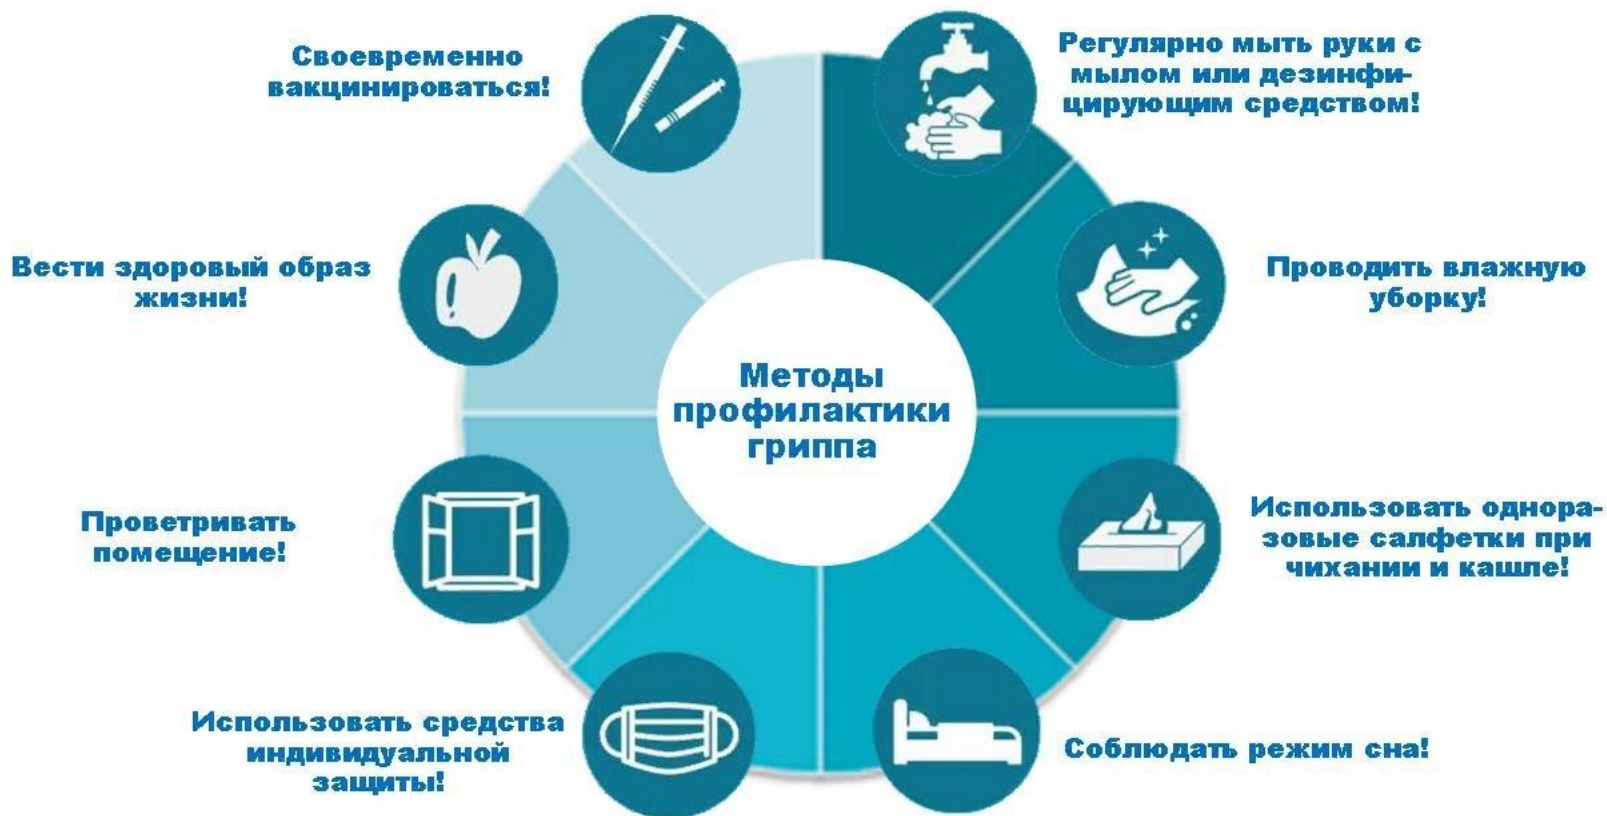 Своевременно
вакцинироваться!
Регулярно мыть руки с
мылом или дезинфи-
цирующим средством!
Вести здоровый образ
жизни!
Проводить влажную
уборку!
Методы
профилактики
гриппа
Проветривать
помещение!
Использовать однора-
зовые салфетки при
чихании и кашле!
Использовать средства
индивидуальной
защиты!
Соблюдать режим сна!